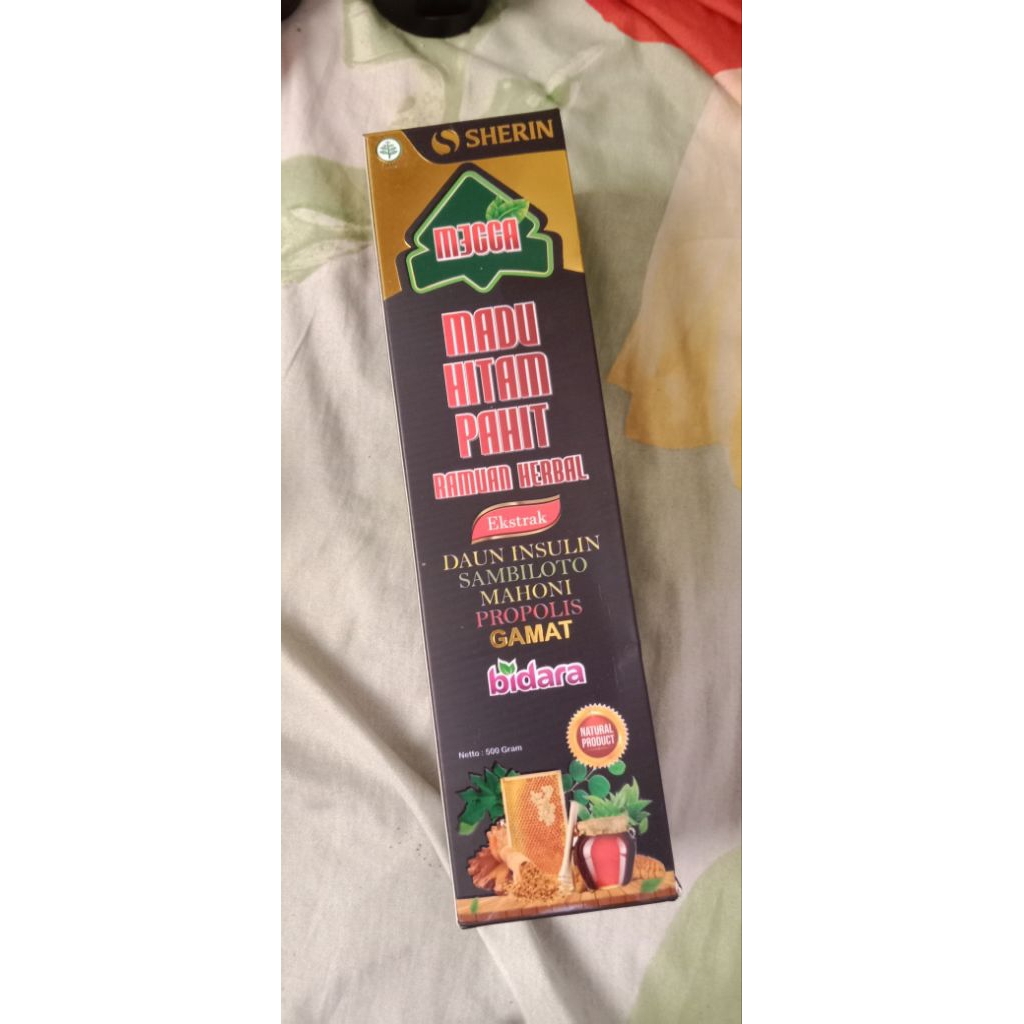 SHERIN
M3CCA
MADU
HITAM
PAHIT
RAMUAN HERBAL
Ekstrak
DAUN INSULIN
SAMBILOTO
MAHONI
PROPOLIS
GAMAT
bidara
NATURAL
PRODUCT
Netto : 500 Gram